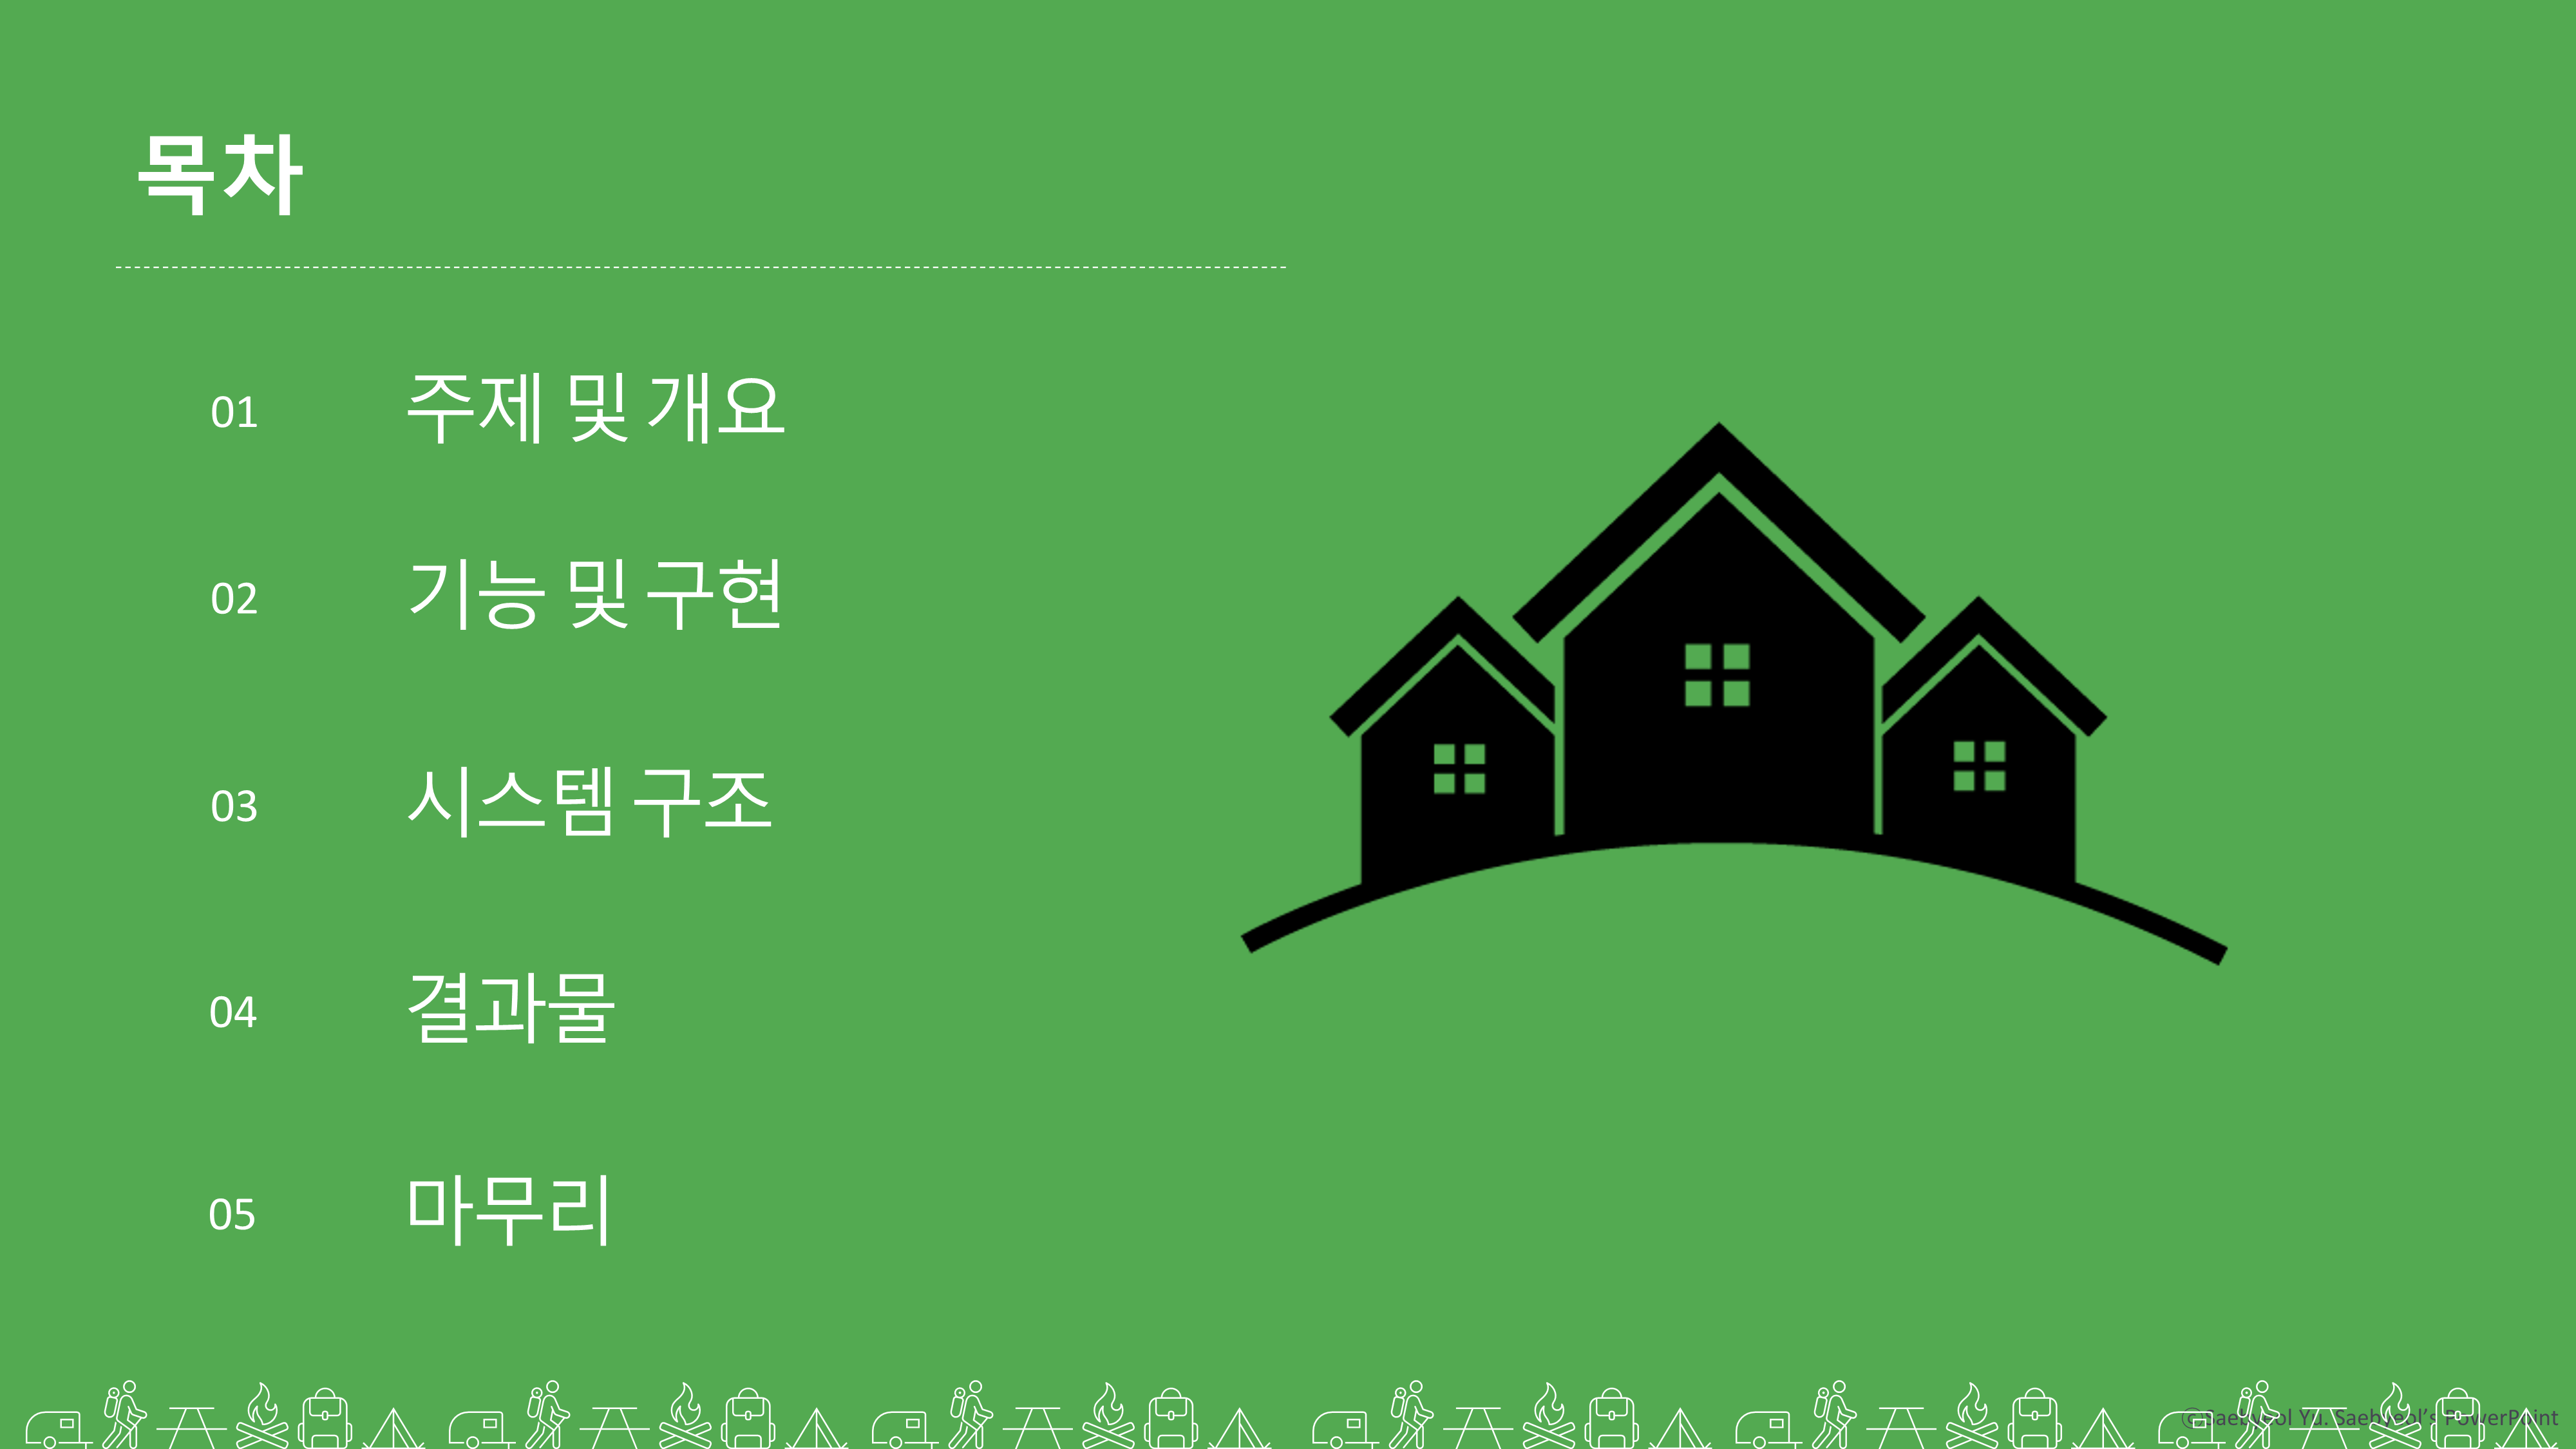 목차
01 주제 및 개요
02 기능 및 구현
03 시스템 구조
04 결과물
05 마무리
©Saebyeol Yu. Saebyeol's PowerPoint